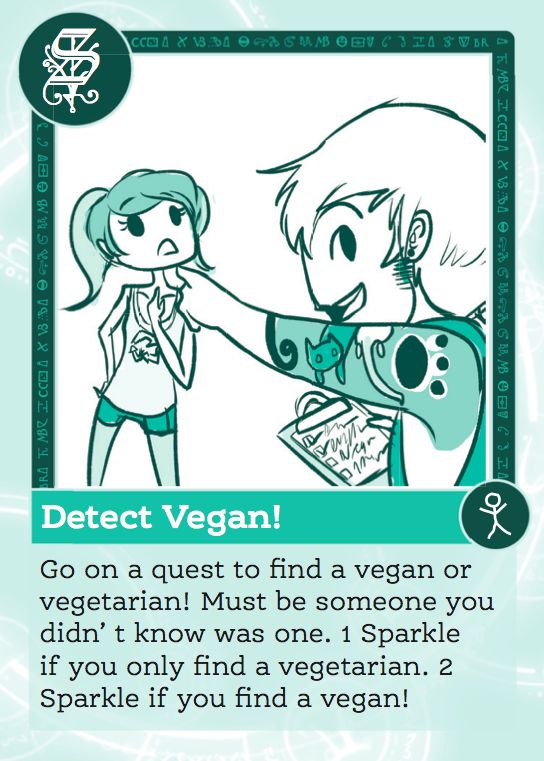 Detect Vegan!
Go on a quest to find a vegan or
vegetarian! Must be someone you
didn’ t know was one. 1 Sparkle
if you only find a vegetarian. 2
Sparkle if you find a vegan!